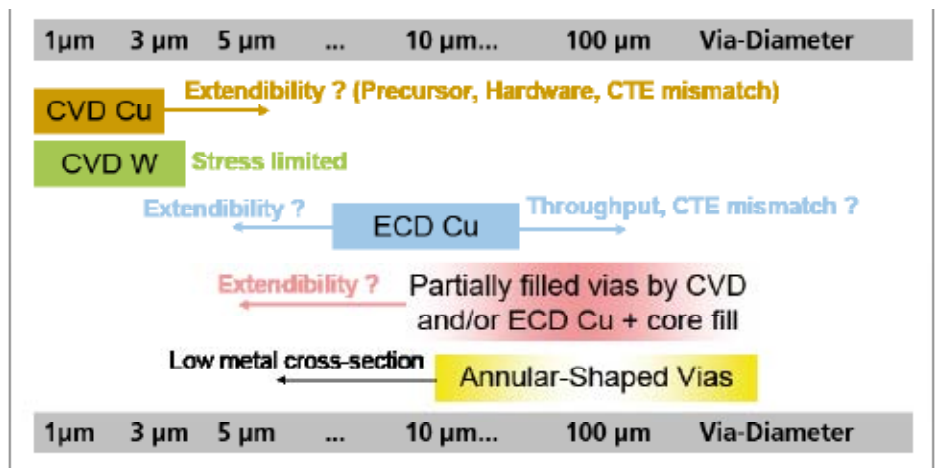 1µm 3 µm 5 µm ... 10 µm... 100 µm Via-Diameter
Extendibility ? (Precursor, Hardware, CTE mismatch)
CVD Cu
CVD W Stress limited
Extendibility ? ECD Cu Throughput, CTE mismatch ?
Extendibility ? Partially filled vias by CVD
and/or ECD Cu + core fill
Low metal cross-section
Annular-Shaped Vias
1µm 3 µm 5 µm ... 10 µm... 100 µm Via-Diameter